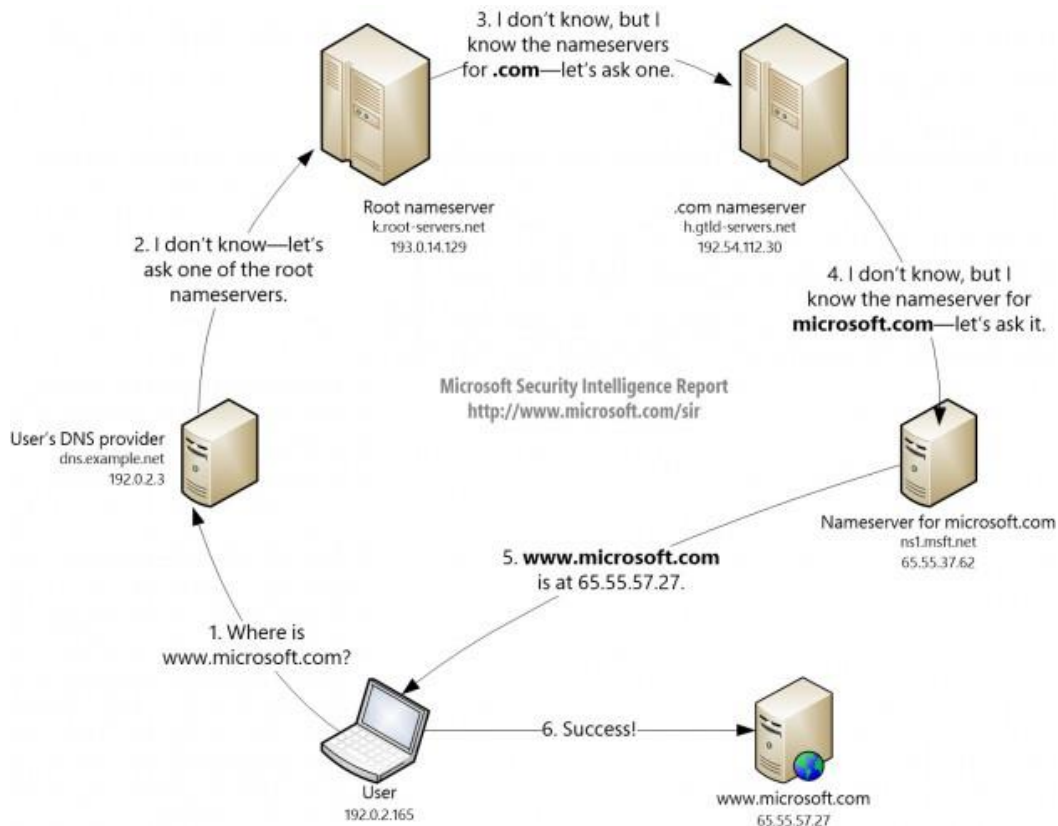 3. I don't know, but I
know the nameservers
for .com—let's ask one.
Root nameserver
k.root-servers.net
193.0.14.129
.com nameserver
h.gtld-servers.net
192.54.112.30
2. I don't know—let's
ask one of the root
nameservers.
4. I don't know, but I
know the nameserver for
microsoft.com—let's ask it.
Microsoft Security Intelligence Report
http://www.microsoft.com/sir
User's DNS provider
dns.example.net
192.0.2.3
Nameserver for microsoft.com
ns1.msft.net
65.55.37.62
5. www.microsoft.com
is at 65.55.57.27.
1. Where is
www.microsoft.com?
6. Success!
User
192.0.2.165
www.microsoft.com
65.55.57.27